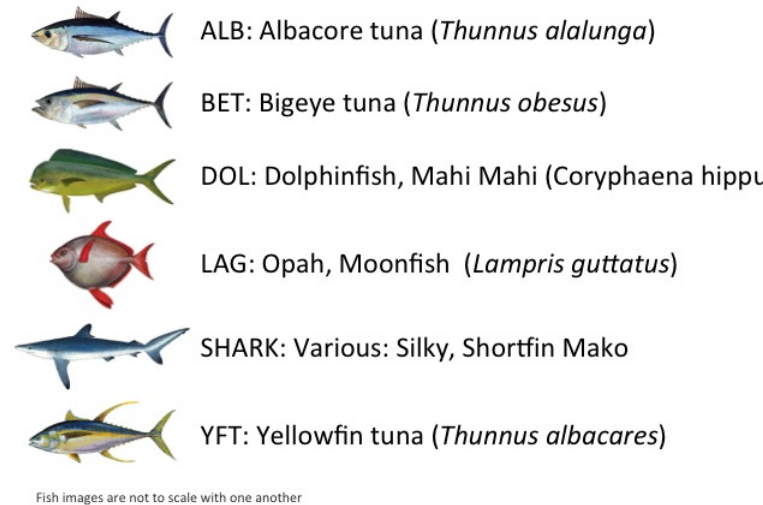 ALB: Albacore tuna (Thunnus alalunga)
BET: Bigeye tuna (Thunnus obesus)
DOL: Dolphinfish, Mahi Mahi (Coryphaena hippu
LAG: Opah, Moonfish (Lampris guttatus)
SHARK: Various: Silky, Shortfin Mako
YFT: Yellowfin tuna (Thunnus albacares)
Fish images are not to scale with one another